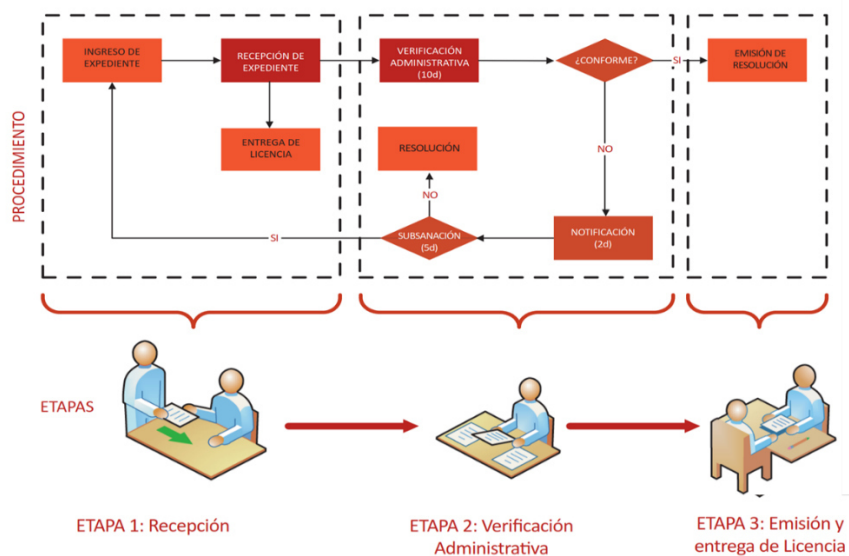 PROCEDIMIENTO
INGRESO DE
EXPEDIENTE
RECEPCIÓN DE
EXPEDIENTE
VERIFICACIÓN
ADMINISTRATIVA
(10d)
¿CONFORME?
SI
EMISIÓN DE
RESOLUCIÓN
ENTREGA DE
LICENCIA
RESOLUCIÓN
NO
NO
SI
SUBSANACIÓN
(5d)
NOTIFICACIÓN
(2d)
ETAPAS
ETAPA 1: Recepción
ETAPA 2: Verificación
Administrativa
ETAPA 3: Emisión y
entrega de Licencia